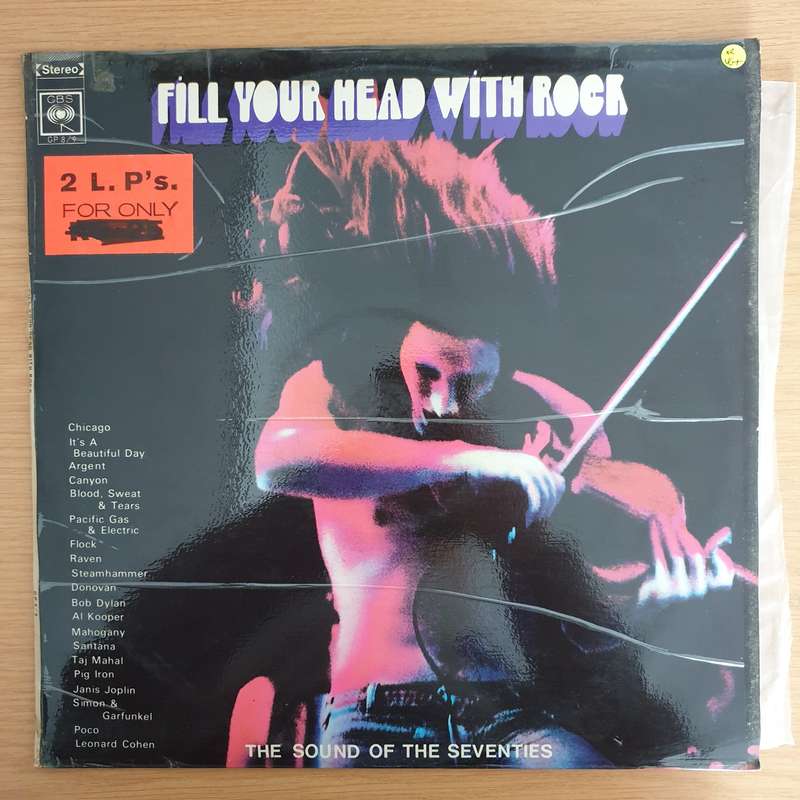 Stereo
CBS
GP 8/9
FILL YOUR HEAD WITH ROCK
2 L. P's.
FOR ONLY
Chicago
It's A
Beautiful Day
Argent
Canyon
Blood, Sweat
& Tears
Pacific Gas
& Electric
Flock
Raven
Steamhammer
Donovan
Bob Dylan
Al Kooper
Mahogany
Santana
Taj Mahal
Pig Iron
Janis Joplin
Simon &
Garfunkel
Poco
Leonard Cohen
THE SOUND OF THE SEVENTIES